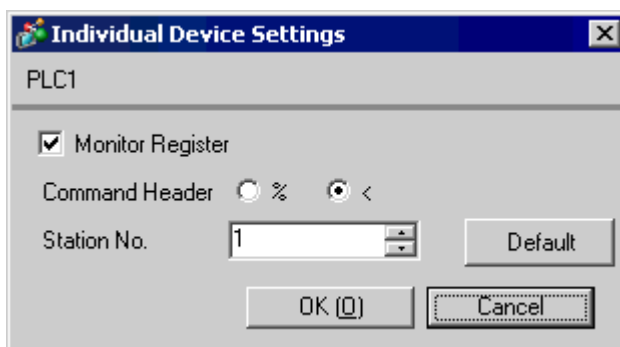 Individual Device Settings
PLC1
Monitor Register
Command Header % <
Station No. 1 Default
OK (O) Cancel